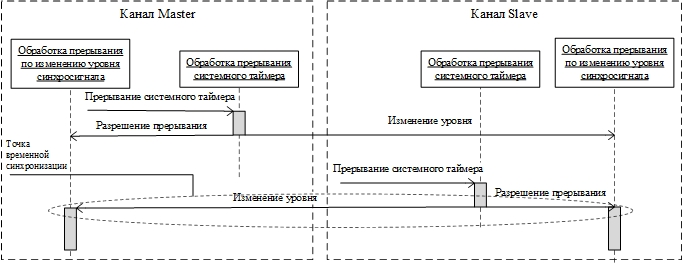 Канал Master
Канал Slave
Обработка прерывания
по изменению уровня
синхросигнала
Обработка прерывания
системного таймера
Обработка прерывания
системного таймера
Обработка прерывания
по изменению уровня
синхросигнала
Прерывание системного таймера
Разрешение прерывания
Изменение уровня
Точка
временной
синхронизации
Прерывание системного таймера
Изменение уровня
Разрешение прерывания